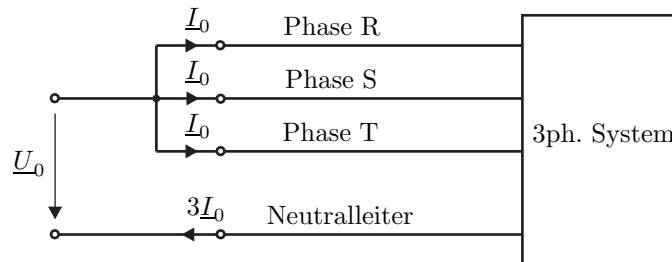 I0 Phase R
I0 Phase S
I0 Phase T
3ph. System
U0
3I0 Neutralleiter